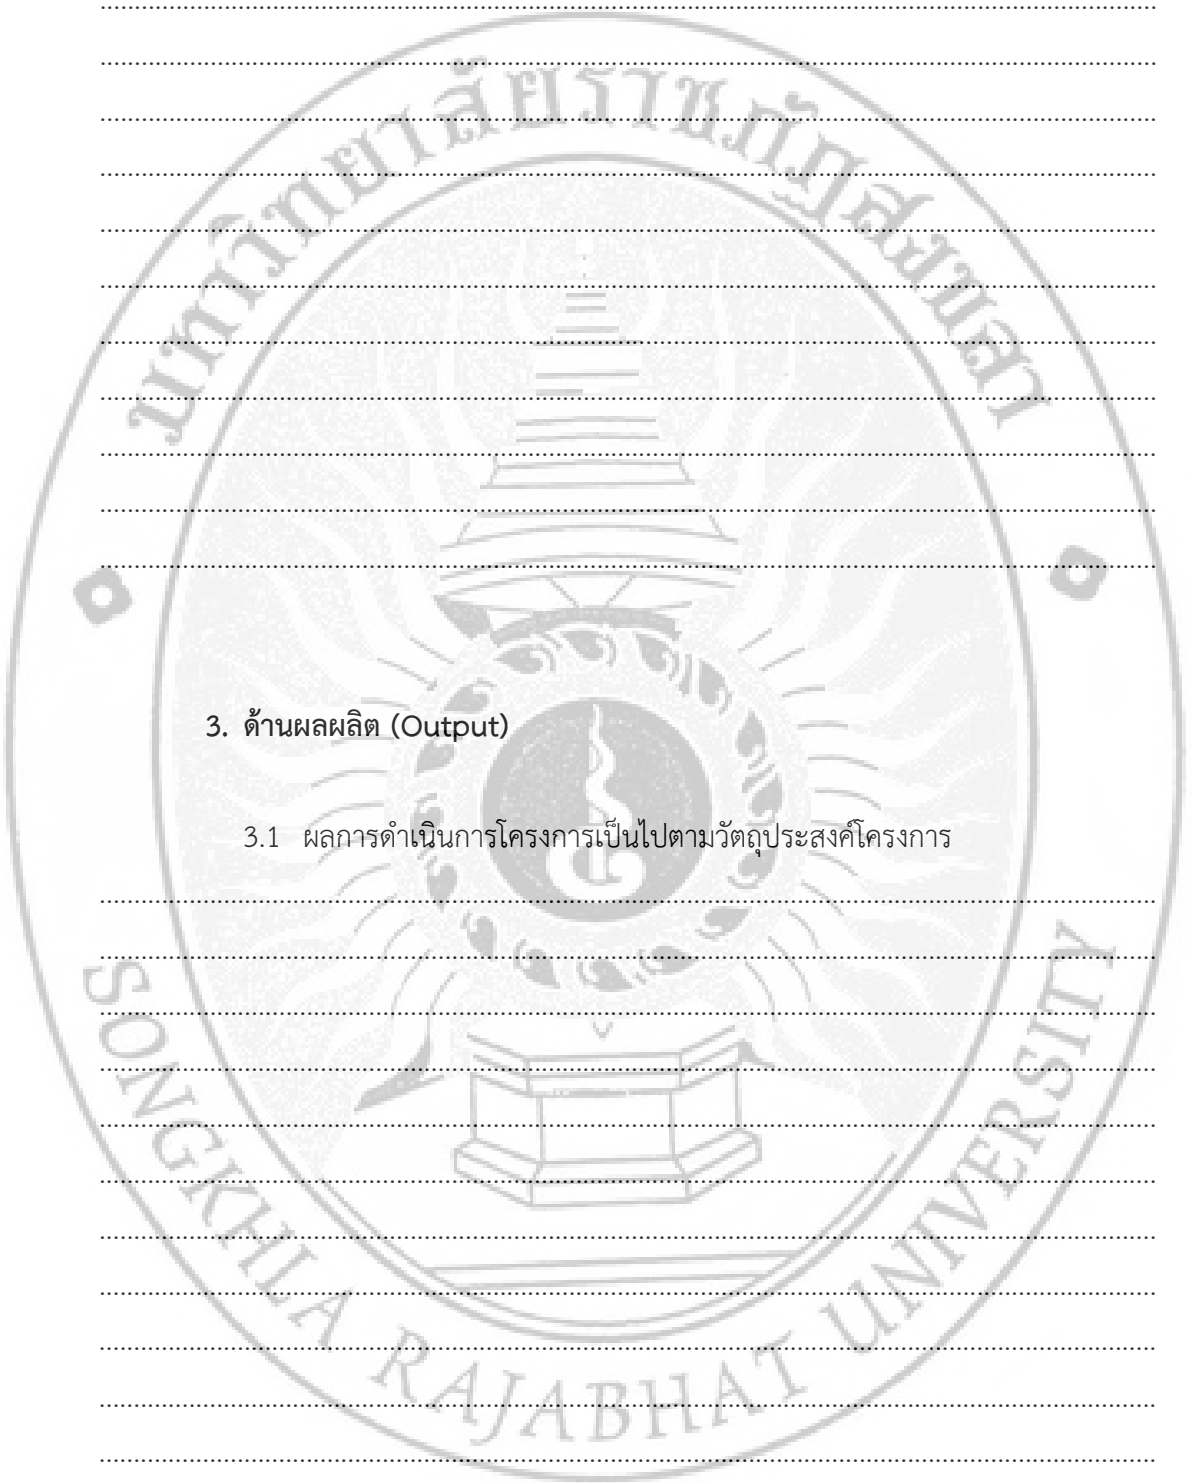 มหาวิทยาลัยราชภัฏสงขลา
3. ด้านผลผลิต (Output)
3.1 ผลการดำเนินการโครงการเป็นไปตามวัตถุประสงค์โครงการ
SONGKHLA RAJABHAT UNIVERSITY